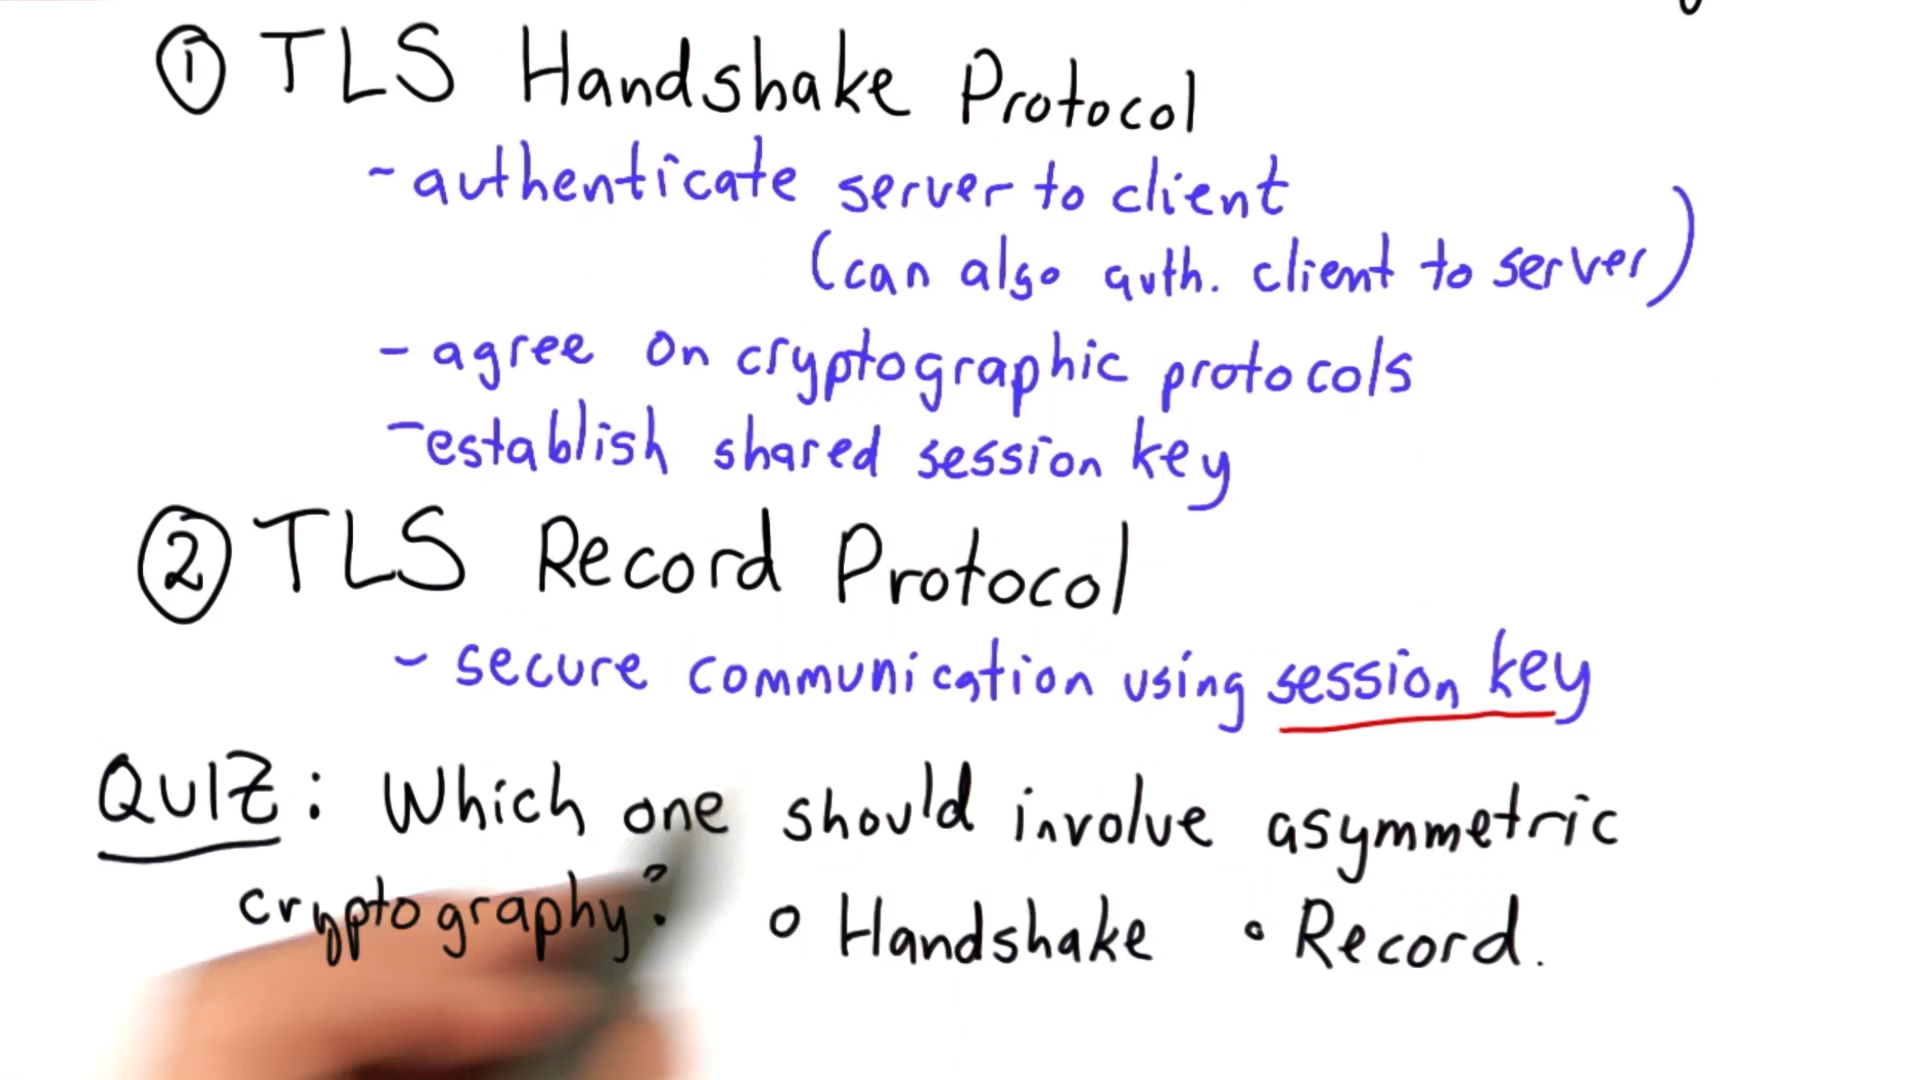 ① TLS Handshake Protocol
- authenticate server to client
(can also auth. client to server)
- agree on cryptographic protocols
- establish shared session key
② TLS Record Protocol
- secure communication using session key
QUIZ: Which one should involve asymmetric
cryptography? o Handshake o Record.